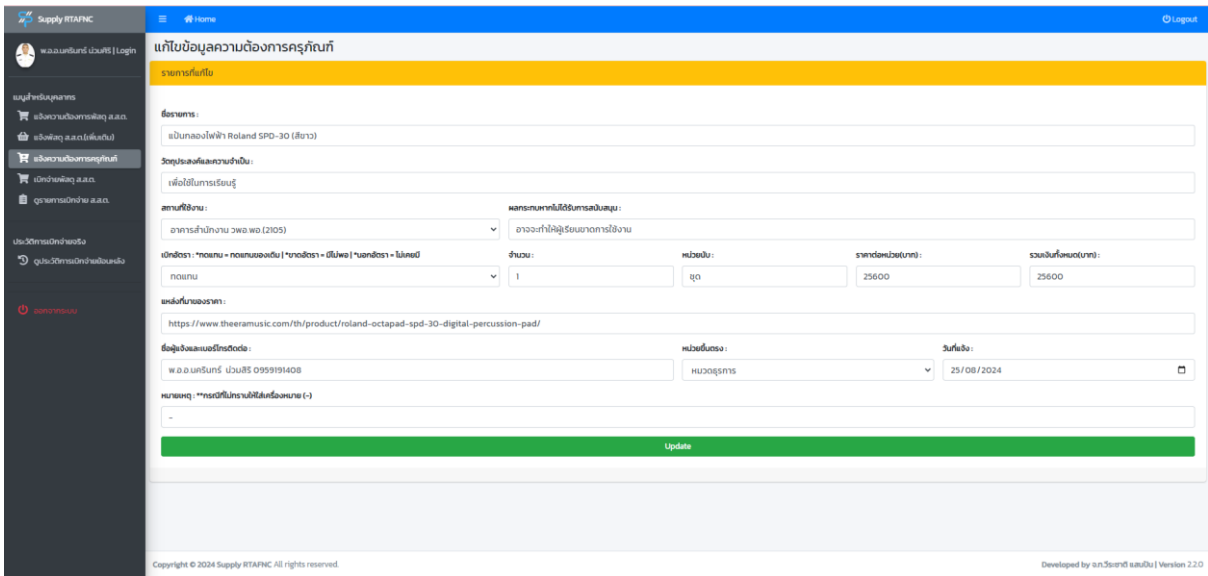 Supply RTAFNC
Home
Logout
พ.อ.อ.นครินทร์ น่วมศิริ | Login
เมนูสำหรับบุคลากร
แจ้งความต้องการพัสดุ ส.ส.ต.
แจ้งพัสดุ ส.ส.ต.(เพิ่มเติม)
แจ้งความต้องการครุภัณฑ์
เบิกจ่ายพัสดุ ส.ส.ต.
ดูรายการเบิกจ่าย ส.ส.ต.
ประวัติการเบิกจ่ายจริง
ดูประวัติการเบิกจ่ายย้อนหลัง
ออกจากระบบ
แก้ไขข้อมูลความต้องการครุภัณฑ์
รายการที่แก้ไข
ชื่อรายการ :
แป้นกลองไฟฟ้า Roland SPD-30 (สีขาว)
วัตถุประสงค์และความจำเป็น :
เพื่อใช้ในการเรียนรู้
สถานที่ใช้งาน : ผลกระทบหากไม่ได้รับการสนับสนุน :
อาคารสำนักงาน วพอ.พอ.(2105) อาจจะทำให้ผู้เรียนขาดการใช้งาน
เบิกอัตรา : *ทดแทน = ทดแทนของเดิม | *ขาดอัตรา = มีไม่พอ | *นอกอัตรา = ไม่เคยมี จำนวน : หน่วยนับ : ราคาต่อหน่วย(บาท) : รวมเงินทั้งหมด(บาท) :
ทดแทน 1 ชุด 25600 25600
แหล่งที่มาของราคา :
https://www.theeramusic.com/th/product/roland-octapad-spd-30-digital-percussion-pad/
ชื่อผู้แจ้งและเบอร์โทรติดต่อ : หน่วยขึ้นตรง : วันที่แจ้ง :
พ.อ.อ.นครินทร์ น่วมสิริ 0959191408 หมวดธุรการ 25/08/2024
หมายเหตุ : **กรณีที่ไม่ทราบให้ใส่เครื่องหมาย (-)
-
Update
Copyright © 2024 Supply RTAFNC All rights reserved.
Developed by อ.ท.วีระชาติ แสนปัน | Version 2.2.0